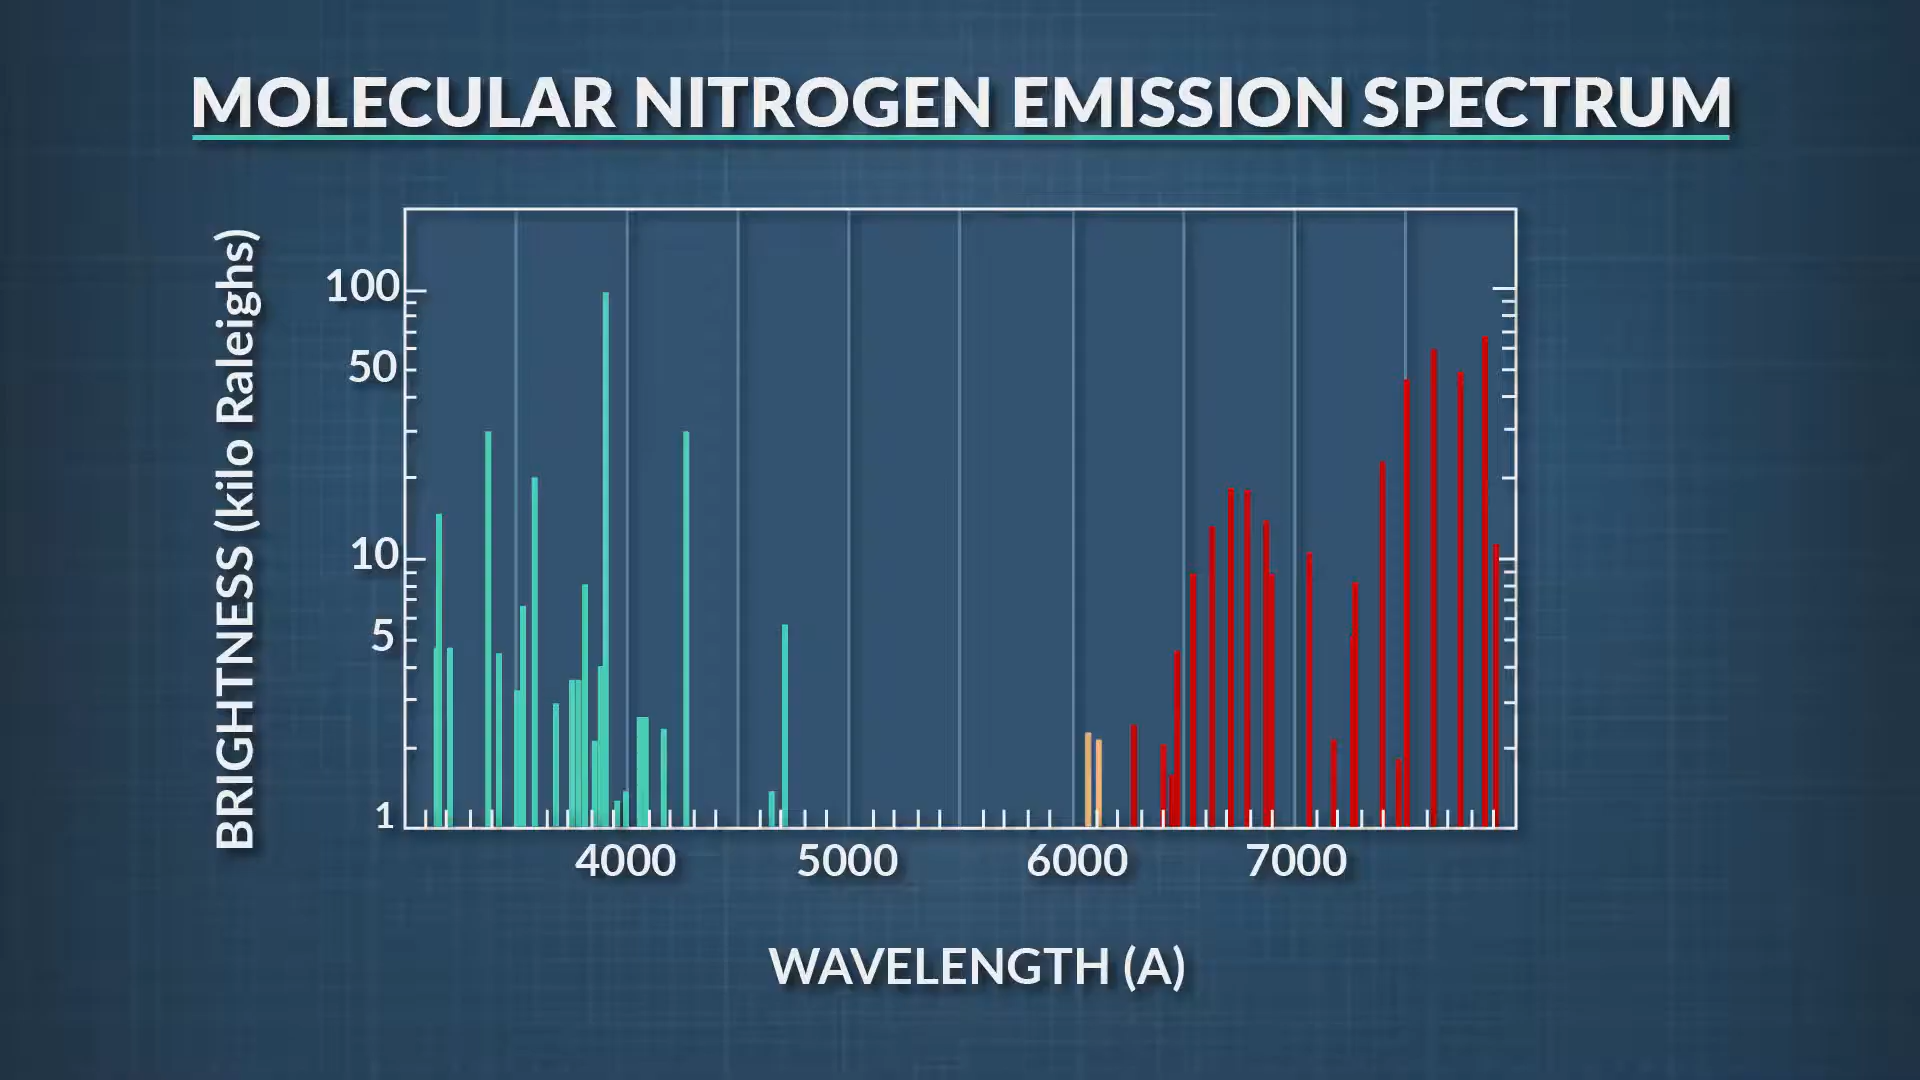 MOLECULAR NITROGEN EMISSION SPECTRUM
BRIGHTNESS (kilo Raleighs)
100
50
10
5
1
4000 5000 6000 7000
WAVELENGTH (A)